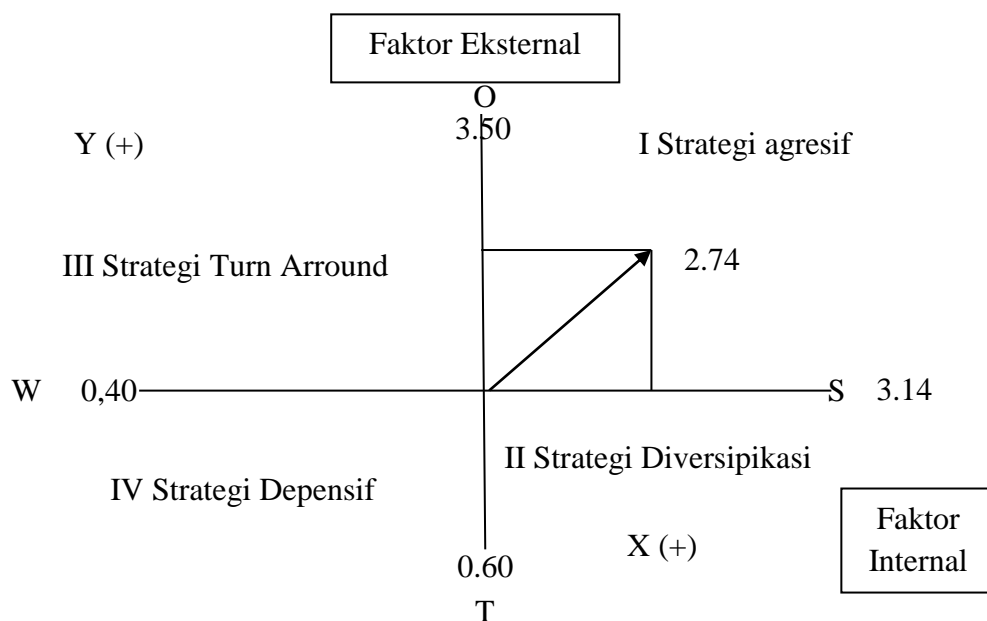 Faktor Eksternal
O
3.50
Y (+)
I Strategi agresif
III Strategi Turn Arround
2.74
W
0,40
S
3.14
II Strategi Diversipikasi
IV Strategi Depensif
Faktor
Internal
X (+)
0.60
T